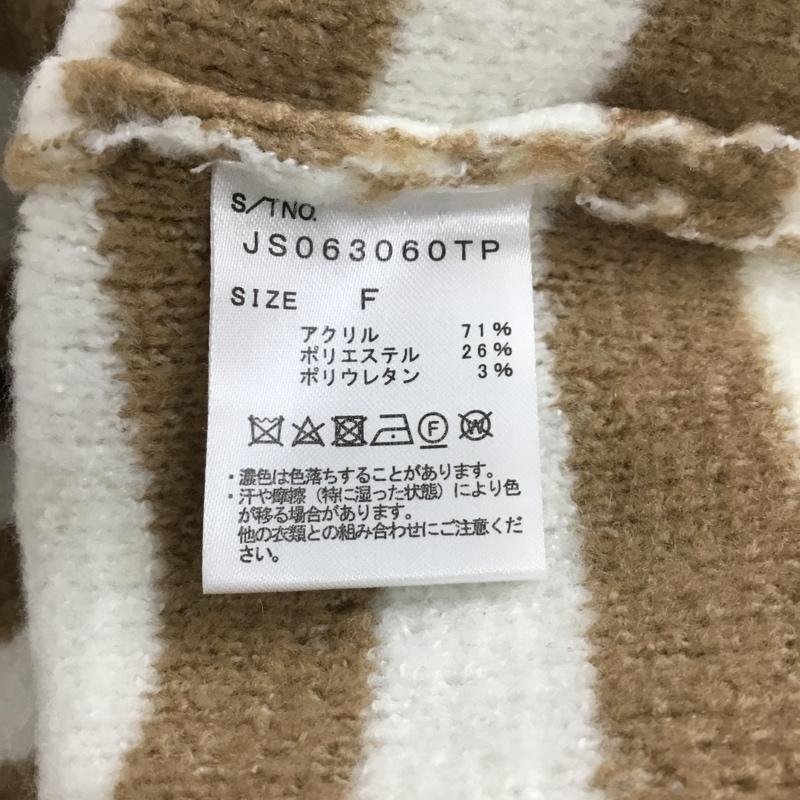 S/TNO.
JS063060TP
SIZE F
アクリル 71%
ポリエステル 26%
ポリウレタン 3%
F W
・濃色は色落ちすることがあります。
・汗や摩擦（特に湿った状態）により色
が移る場合があります。
他の衣類との組み合わせにご注意くだ
さい。